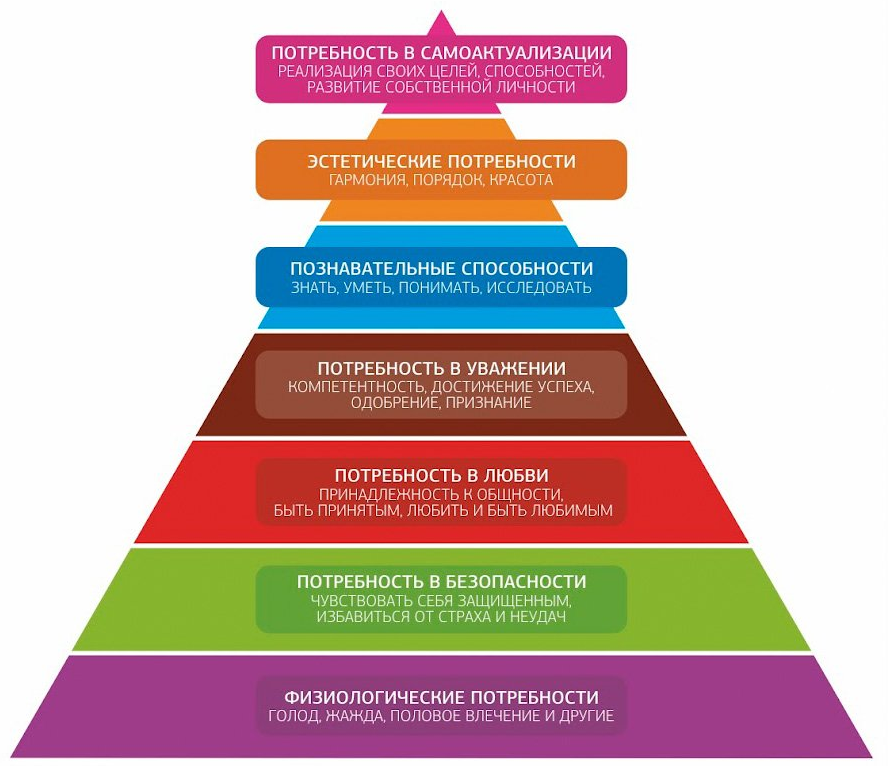 ПОТРЕБНОСТЬ В САМОАКТУАЛИЗАЦИИ
РЕАЛИЗАЦИЯ СВОИХ ЦЕЛЕЙ, СПОСОБНОСТЕЙ,
РАЗВИТИЕ СОБСТВЕННОЙ ЛИЧНОСТИ
ЭСТЕТИЧЕСКИЕ ПОТРЕБНОСТИ
ГАРМОНИЯ, ПОРЯДОК, КРАСОТА
ПОЗНАВАТЕЛЬНЫЕ СПОСОБНОСТИ
ЗНАТЬ, УМЕТЬ, ПОНИМАТЬ, ИССЛЕДОВАТЬ
ПОТРЕБНОСТЬ В УВАЖЕНИИ
КОМПЕТЕНТНОСТЬ, ДОСТИЖЕНИЕ УСПЕХА,
ОДОБРЕНИЕ, ПРИЗНАНИЕ
ПОТРЕБНОСТЬ В ЛЮБВИ
ПРИНАДЛЕЖНОСТЬ К ОБЩНОСТИ,
БЫТЬ ПРИНЯТЫМ, ЛЮБИТЬ И БЫТЬ ЛЮБИМЫМ
ПОТРЕБНОСТЬ В БЕЗОПАСНОСТИ
ЧУВСТВОВАТЬ СЕБЯ ЗАЩИЩЕННЫМ,
ИЗБАВИТЬСЯ ОТ СТРАХА И НЕУДАЧ
ФИЗИОЛОГИЧЕСКИЕ ПОТРЕБНОСТИ
ГОЛОД, ЖАЖДА, ПОЛОВОЕ ВЛЕЧЕНИЕ И ДРУГИЕ